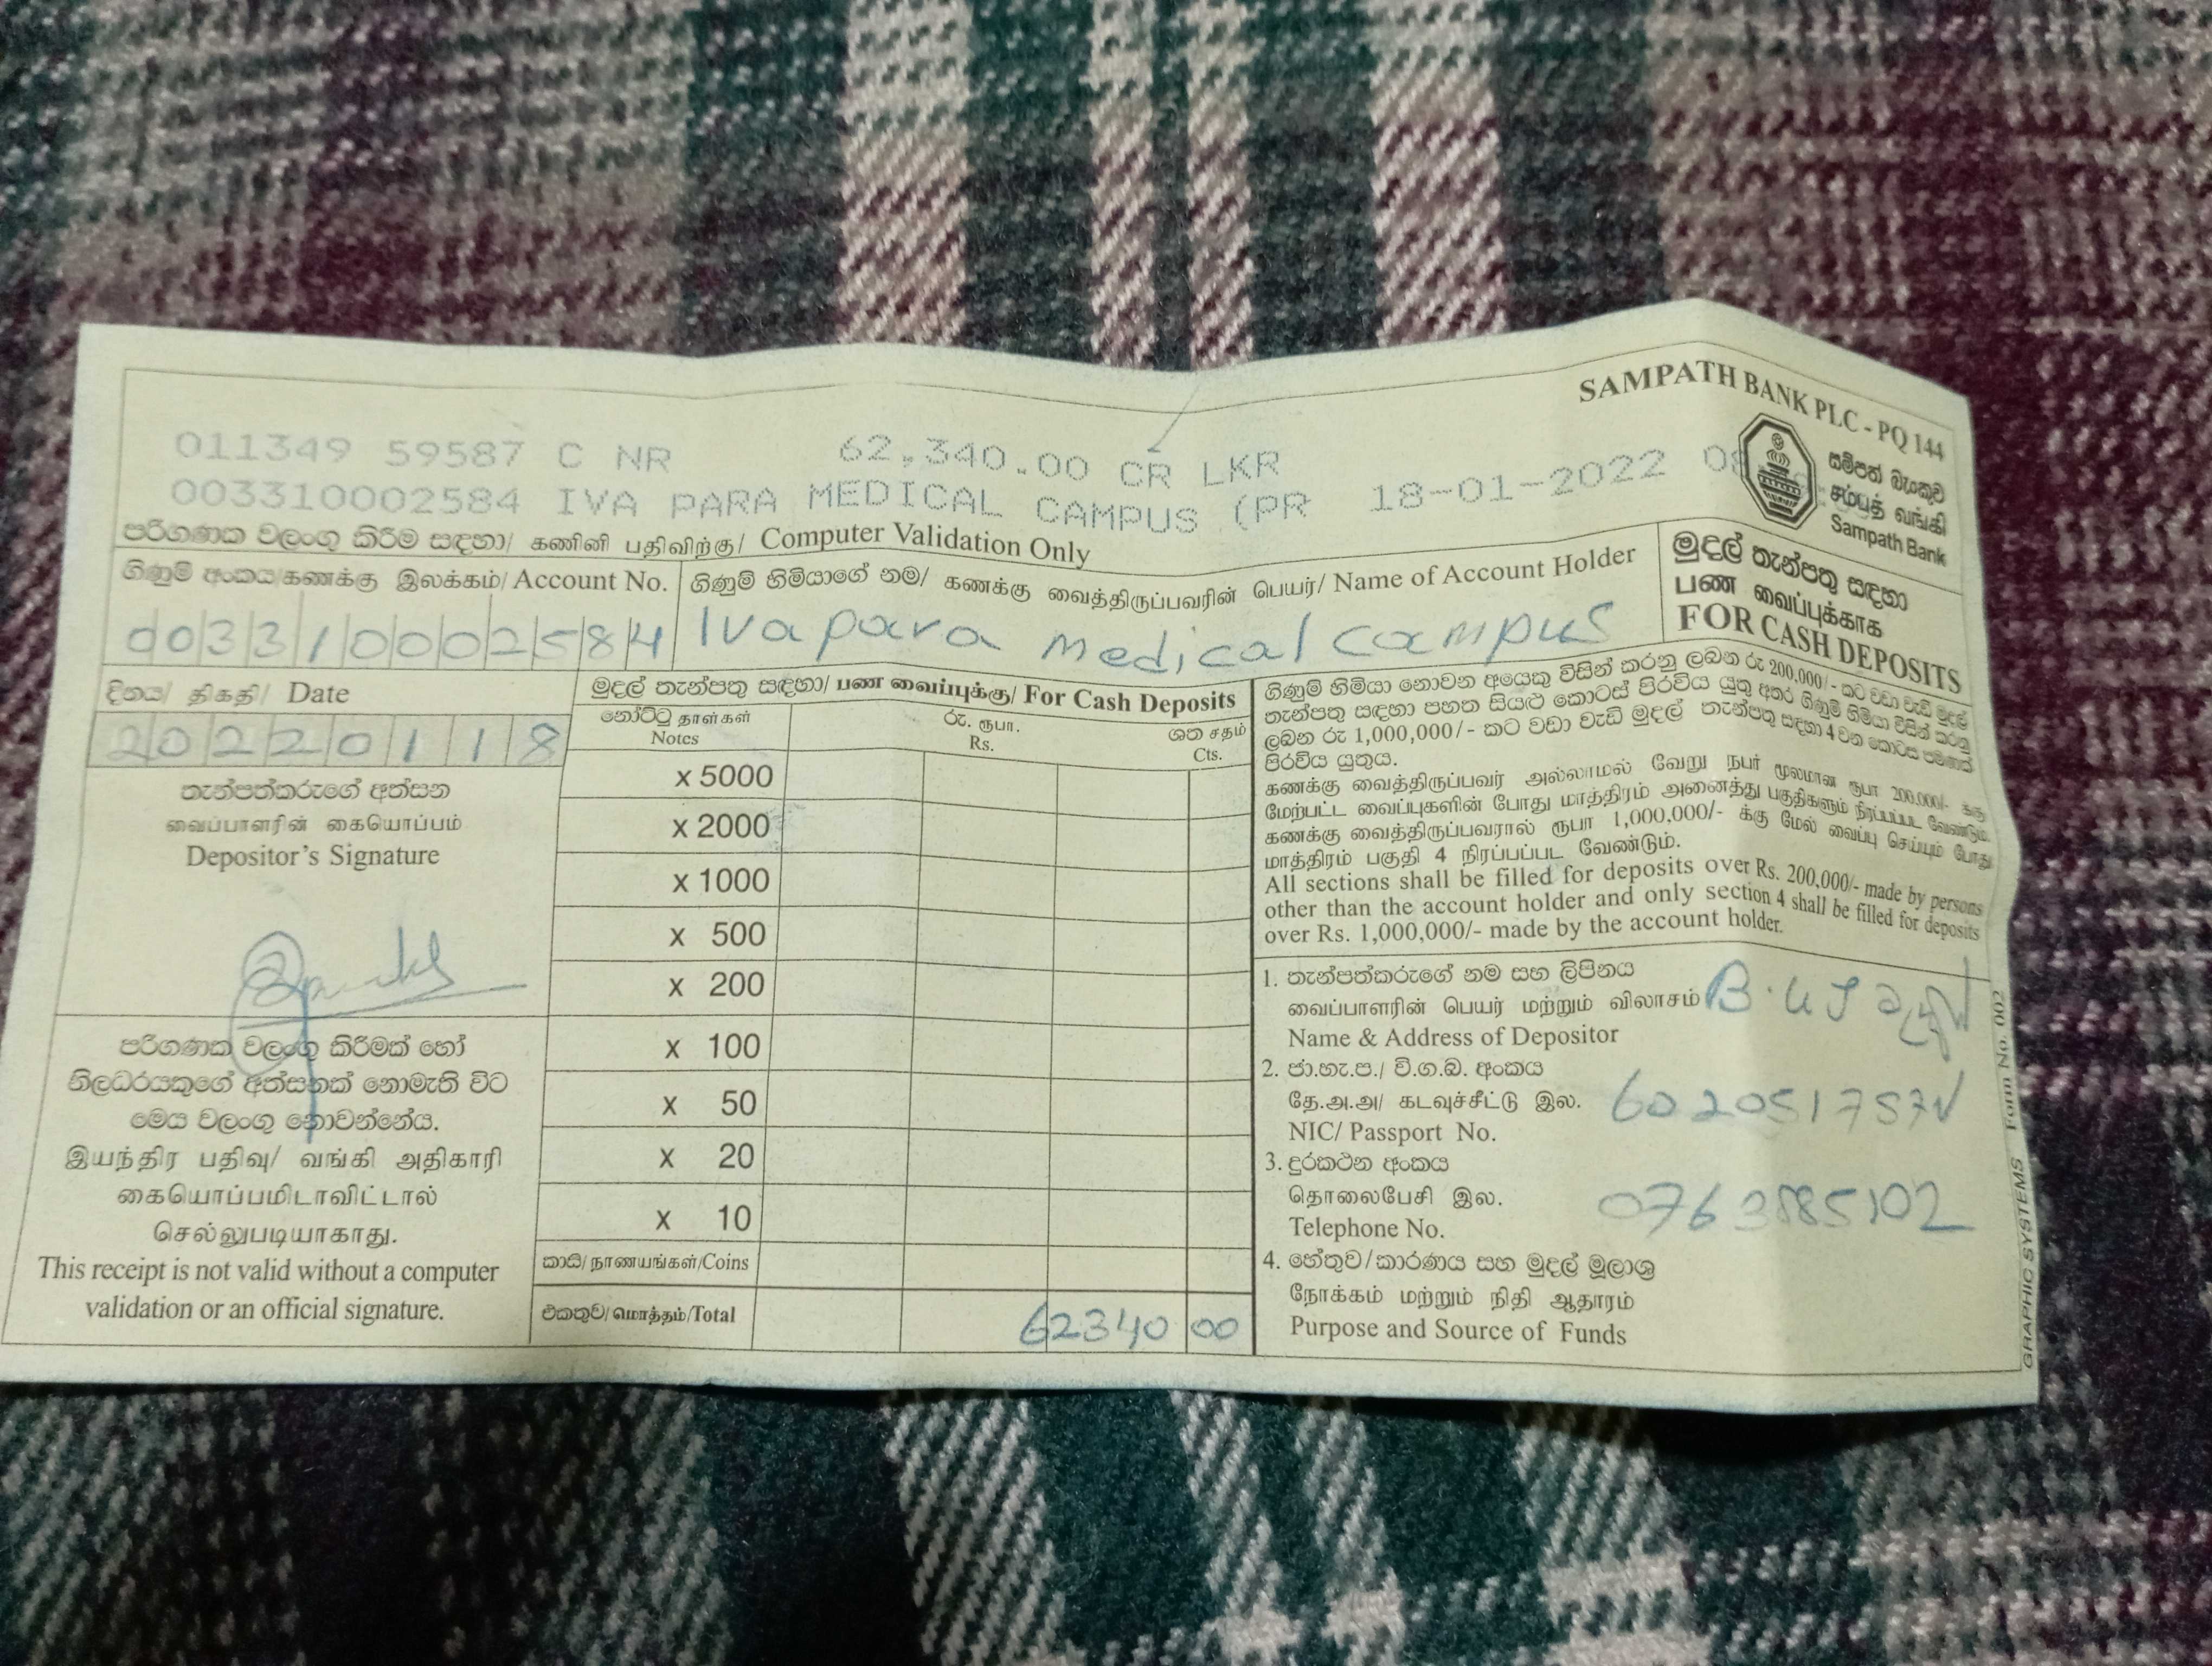 SAMPATH BANK PLC - PQ 144
011349 59587 C NR 62,340.00 CR LKR
003310002584 IVA PARA MEDICAL CAMPUS (PR 18-01-2022
සම්පත් බැංකුව
சம்பத் வங்கி
Sampath Bank
පරිගණක වලංගු කිරීම සඳහා/ கணினி பதிவிற்கு/ Computer Validation Only
ගිණුම් අංකය/கணக்கு இலக்கம்/ Account No.
003310002584
ගිණුම් හිමියාගේ නම/ கணக்கு வைத்திருப்பவரின் பெயர்/ Name of Account Holder
Ivapara medical campus
මුදල් තැන්පතු සඳහා
பண வைப்புக்காக
FOR CASH DEPOSITS
දිනය/ திகதி/ Date
20220118
තැන්පත්කරුගේ අත්සන
வைப்பாளரின் கையொப்பம்
Depositor's Signature
පරිගණක වලංගු කිරීමක් හෝ
නිලධරයකුගේ අත්සනක් නොමැති විට
මෙය වලංගු නොවන්නේය.
இயந்திர பதிவு/ வங்கி அதிகாரி
கையொப்பமிடாவிட்டால்
செல்லுபடியாகாது.
This receipt is not valid without a computer
validation or an official signature.
මුදල් තැන්පතු සඳහා/ பண வைப்புக்கு/ For Cash Deposits
නෝට්ටු தாள்கள்
Notes
රු. ரூபா.
Rs.
ශත சதம்
Cts.
x 5000
x 2000
x 1000
x 500
x 200
x 100
x 50
x 20
x 10
කාසි/ நாணயங்கள்/Coins
එකතුව/ மொத்தம்/Total 62340 00
ගිණුම් හිමියා නොවන අයෙකු විසින් කරනු ලබන රු 200,000/- කට වඩා වැඩි මුදල්
තැන්පතු සඳහා පහත සියළු කොටස් පිරවිය යුතු අතර ගිණුම් හිමියා විසින් කරනු
ලබන රු 1,000,000/- කට වඩා වැඩි මුදල් තැන්පතු සඳහා 4 වන කොටස පමණක්
පිරවිය යුතුය.
கணக்கு வைத்திருப்பவர் அல்லாமல் வேறு நபர் மூலமான ரூபா 200,000/- க்கு
மேற்பட்ட வைப்புகளின் போது மாத்திரம் அனைத்து பகுதிகளும் நிரப்பப்பட வேண்டும்.
கணக்கு வைத்திருப்பவரால் ரூபா 1,000,000/- க்கு மேல் வைப்பு செய்யும் போது
மாத்திரம் பகுதி 4 நிரப்பப்பட வேண்டும்.
All sections shall be filled for deposits over Rs. 200,000/- made by persons
other than the account holder and only section 4 shall be filled for deposits
over Rs. 1,000,000/- made by the account holder.
1. තැන්පත්කරුගේ නම සහ ලිපිනය
வைப்பாளரின் பெயர் மற்றும் விலாசம்
Name & Address of Depositor
2. ජා.හැ.ප./ වි.ග.බ. අංකය
தே.அ.அ/ கடவுச்சீட்டு இல. 602051757V
NIC/ Passport No.
3. දුරකථන අංකය
தொலைபேசி இல. 0763885102
Telephone No.
4. හේතුව/කාරණය සහ මුදල් මූලාශ්‍ර
நோக்கம் மற்றும் நிதி ஆதாரம்
Purpose and Source of Funds
GRAPHIC SYSTEMS Form No. 002